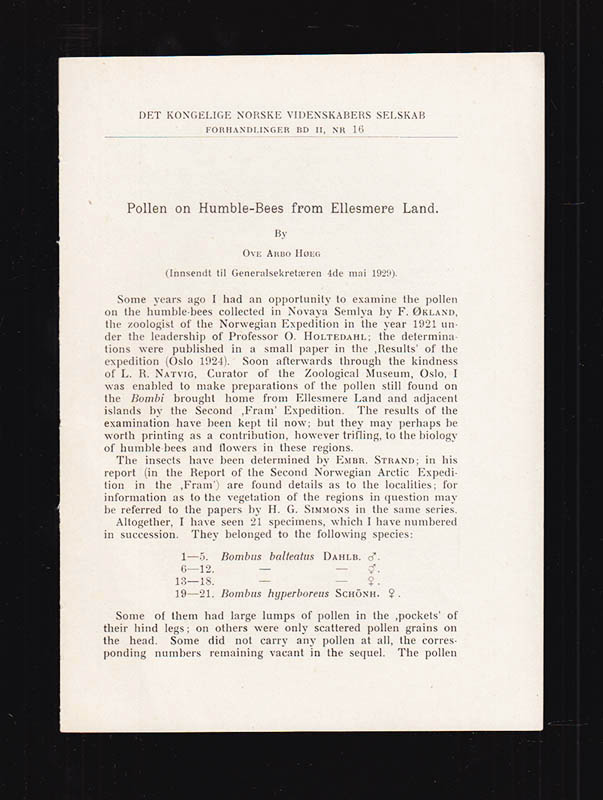 DET KONGELIGE NORSKE VIDENSKABERS SELSKAB
FORHANDLINGER BD II, NR 16
Pollen on Humble-Bees from Ellesmere Land.
By
OVE ARBO HØEG
(Innsendt til Generalsekretæren 4de mai 1929).
Some years ago I had an opportunity to examine the pollen
on the humble-bees collected in Novaya Semlya by F. ØKLAND,
the zoologist of the Norwegian Expedition in the year 1921 un-
der the leadership of Professor O. HOLTEDAHL; the determina-
tions were published in a small paper in the ‚Results' of the
expedition (Oslo 1924). Soon afterwards through the kindness
of L. R. NATVIG, Curator of the Zoological Museum, Oslo, I
was enabled to make preparations of the pollen still found on
the Bombi brought home from Ellesmere Land and adjacent
islands by the Second ‚Fram' Expedition. The results of the
examination have been kept til now; but they may perhaps be
worth printing as a contribution, however trifling, to the biology
of humble-bees and flowers in these regions.
The insects have been determined by EMBR. STRAND; in his
report (in the Report of the Second Norwegian Arctic Expedi-
tion in the ‚Fram') are found details as to the localities; for
information as to the vegetation of the regions in question may
be referred to the papers by H. G. SIMMONS in the same series.
Altogether, I have seen 21 specimens, which I have numbered
in succession. They belonged to the following species:
1—5. Bombus balteatus DAHLB. ♂.
6—12. — — ⚥.
13—18. — — ♀.
19—21. Bombus hyperboreus SCHÖNH. ♀.
Some of them had large lumps of pollen in the ‚pockets' of
their hind legs; on others were only scattered pollen grains on
the head. Some did not carry any pollen at all, the corres-
ponding numbers remaining vacant in the sequel. The pollen